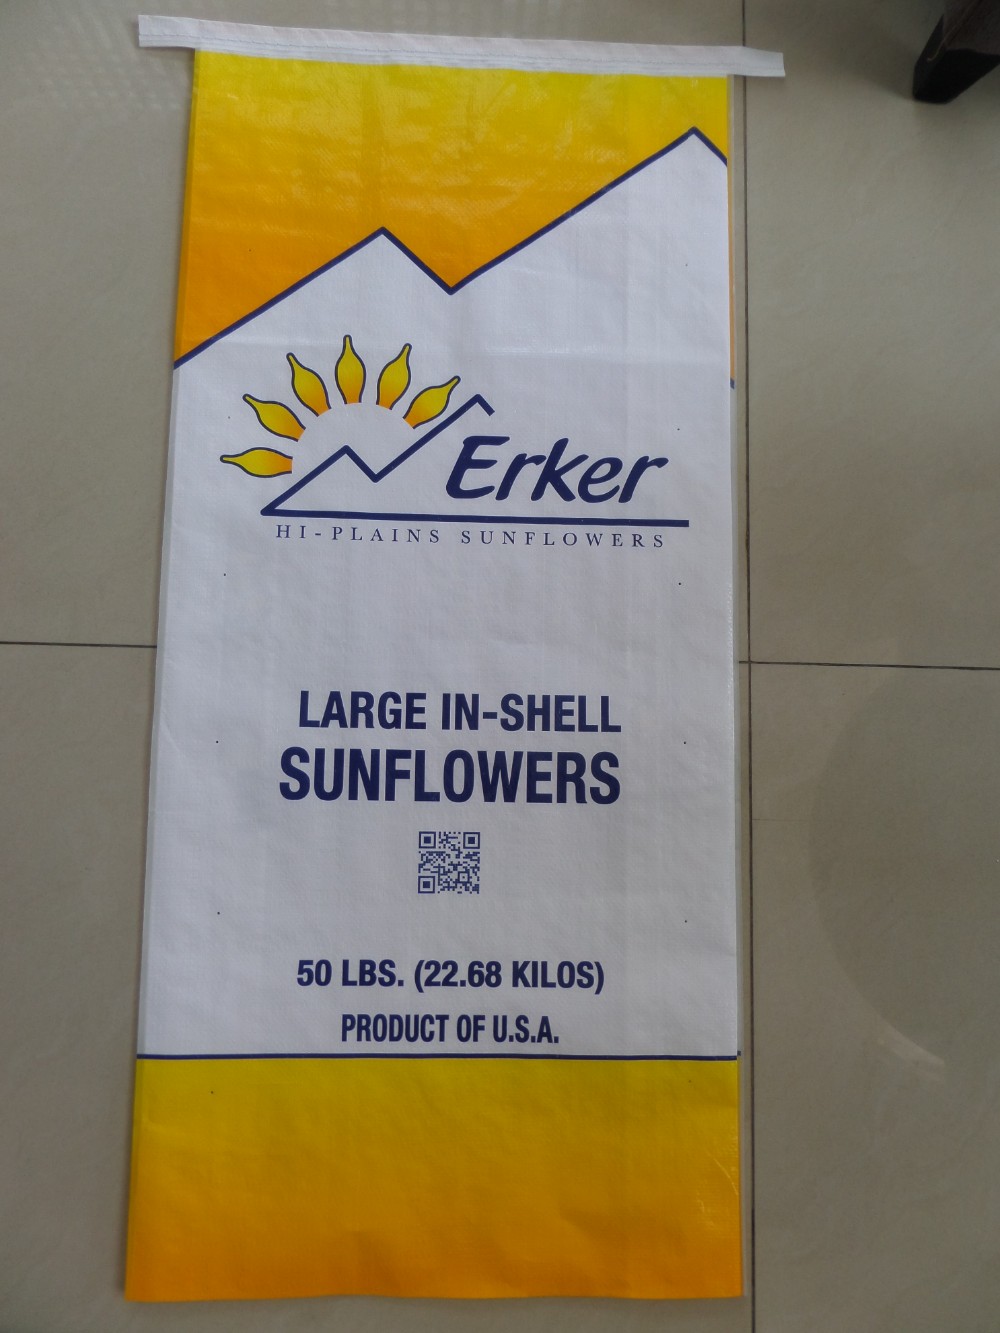 Erker
HI-PLAINS SUNFLOWERS
LARGE IN-SHELL
SUNFLOWERS
50 LBS. (22.68 KILOS)
PRODUCT OF U.S.A.